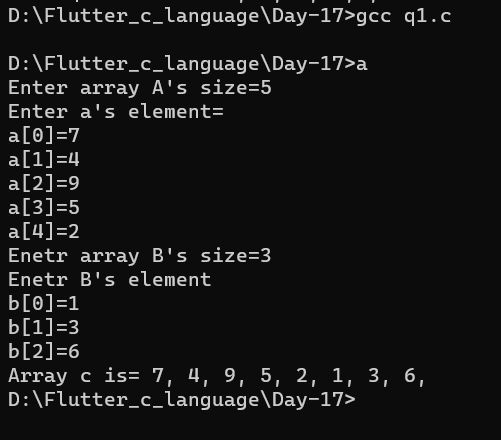 D:\Flutter_c_language\Day-17>gcc q1.c
D:\Flutter_c_language\Day-17>a
Enter array A's size=5
Enter a's element=
a[0]=7
a[1]=4
a[2]=9
a[3]=5
a[4]=2
Enetr array B's size=3
Enetr B's element
b[0]=1
b[1]=3
b[2]=6
Array c is= 7, 4, 9, 5, 2, 1, 3, 6,
D:\Flutter_c_language\Day-17>